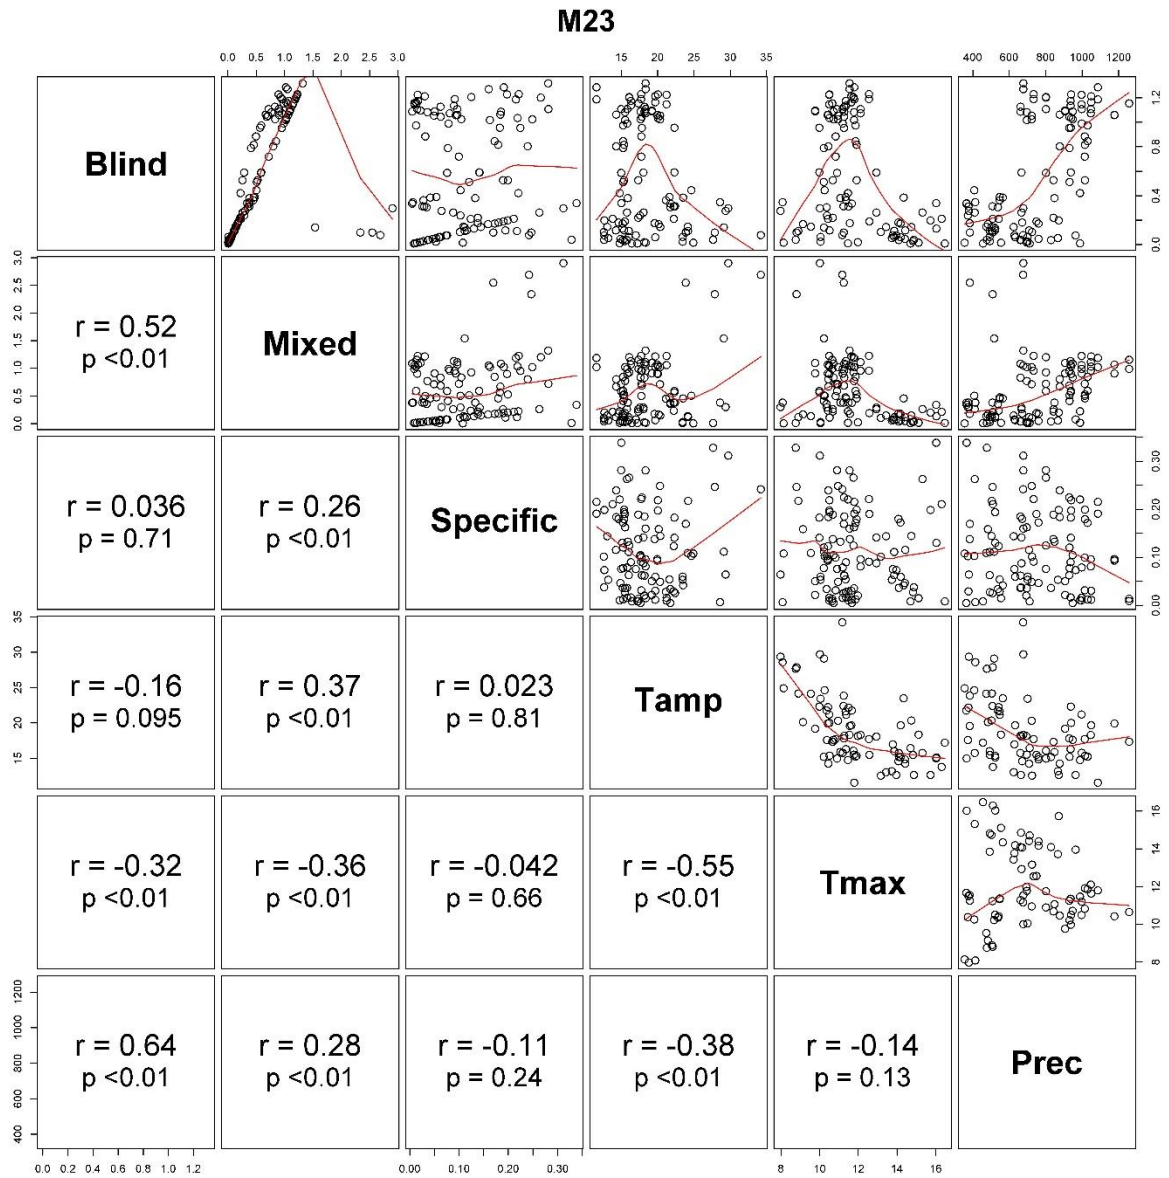 M23
0.0 0.5 1.0 1.5 2.0 2.5 3.0
15 20 25 30 34
400 600 800 1000 1200
Blind
0.0 0.4 0.8 1.2
0.0 0.5 1.0 1.5 2.0 2.5 3.0
r = 0.52
p <0.01
Mixed
r = 0.036
p = 0.71
r = 0.26
p <0.01
Specific
0.00 0.10 0.20 0.30
15 20 25 30 35
r = -0.16
p = 0.095
r = 0.37
p <0.01
r = 0.023
p = 0.81
Tamp
r = -0.32
p <0.01
r = -0.36
p <0.01
r = -0.042
p = 0.66
r = -0.55
p <0.01
Tmax
8 10 12 14 16
400 600 800 1000 1200
r = 0.64
p <0.01
r = 0.28
p <0.01
r = -0.11
p = 0.24
r = -0.38
p <0.01
r = -0.14
p = 0.13
Prec
0.0 0.2 0.4 0.6 0.8 1.0 1.2
0.00 0.10 0.20 0.30
8 10 12 14 16